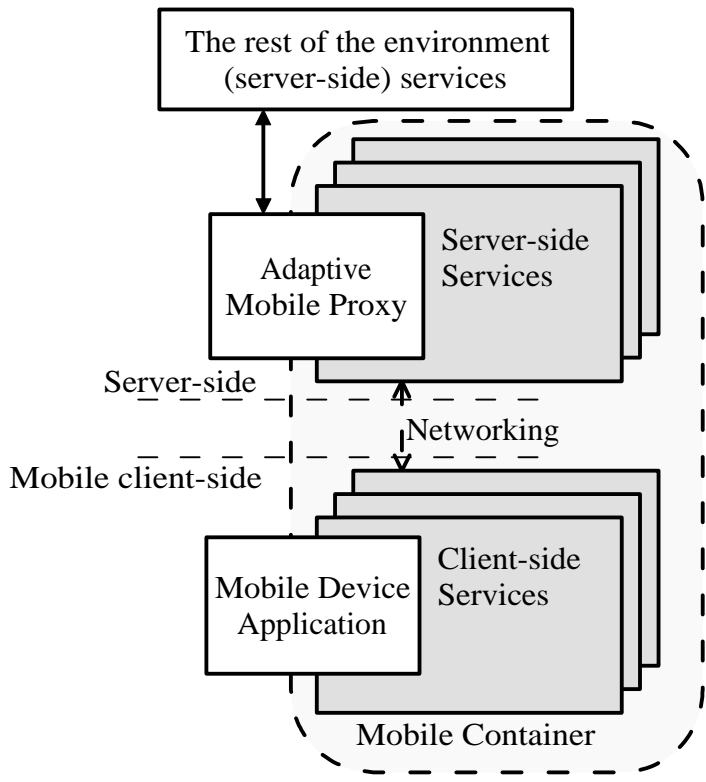 The rest of the environment
(server-side) services
Adaptive
Mobile Proxy
Server-side
Services
Server-side
Networking
Mobile client-side
Mobile Device
Application
Client-side
Services
Mobile Container